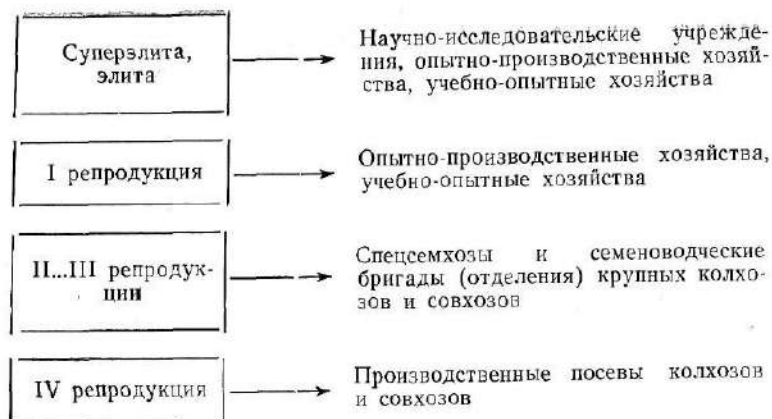 Суперэлита,
элита
Научно-исследовательские учрежде-
ния, опытно-производственные хозяй-
ства, учебно-опытные хозяйства
I репродукция
Опытно-производственные хозяйства,
учебно-опытные хозяйства
II...III репродук-
ции
Спецсемхозы и семеноводческие
бригады (отделения) крупных колхо-
зов и совхозов
IV репродукция
Производственные посевы колхозов
и совхозов